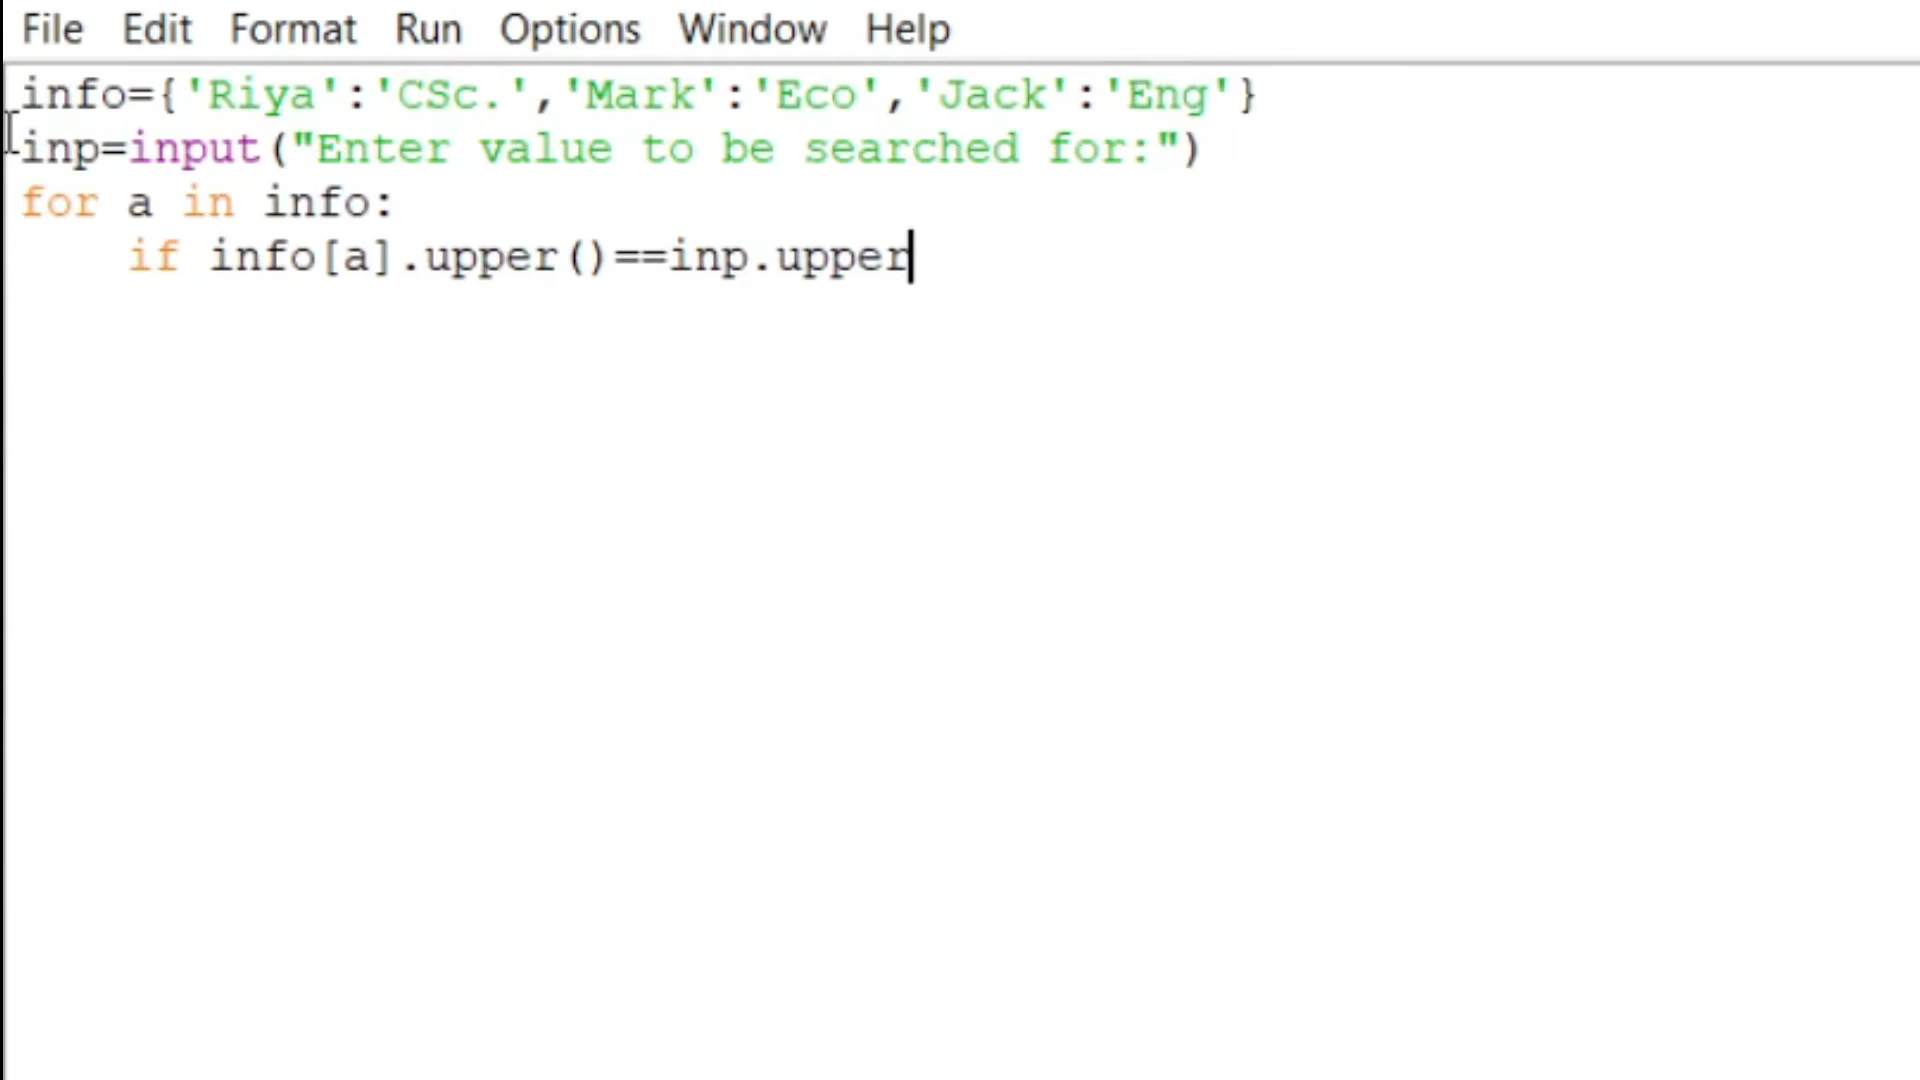 File Edit Format Run Options Window Help
info={'Riya':'CSc.','Mark':'Eco','Jack':'Eng'}
inp=input("Enter value to be searched for:")
for a in info:
    if info[a].upper()==inp.upper